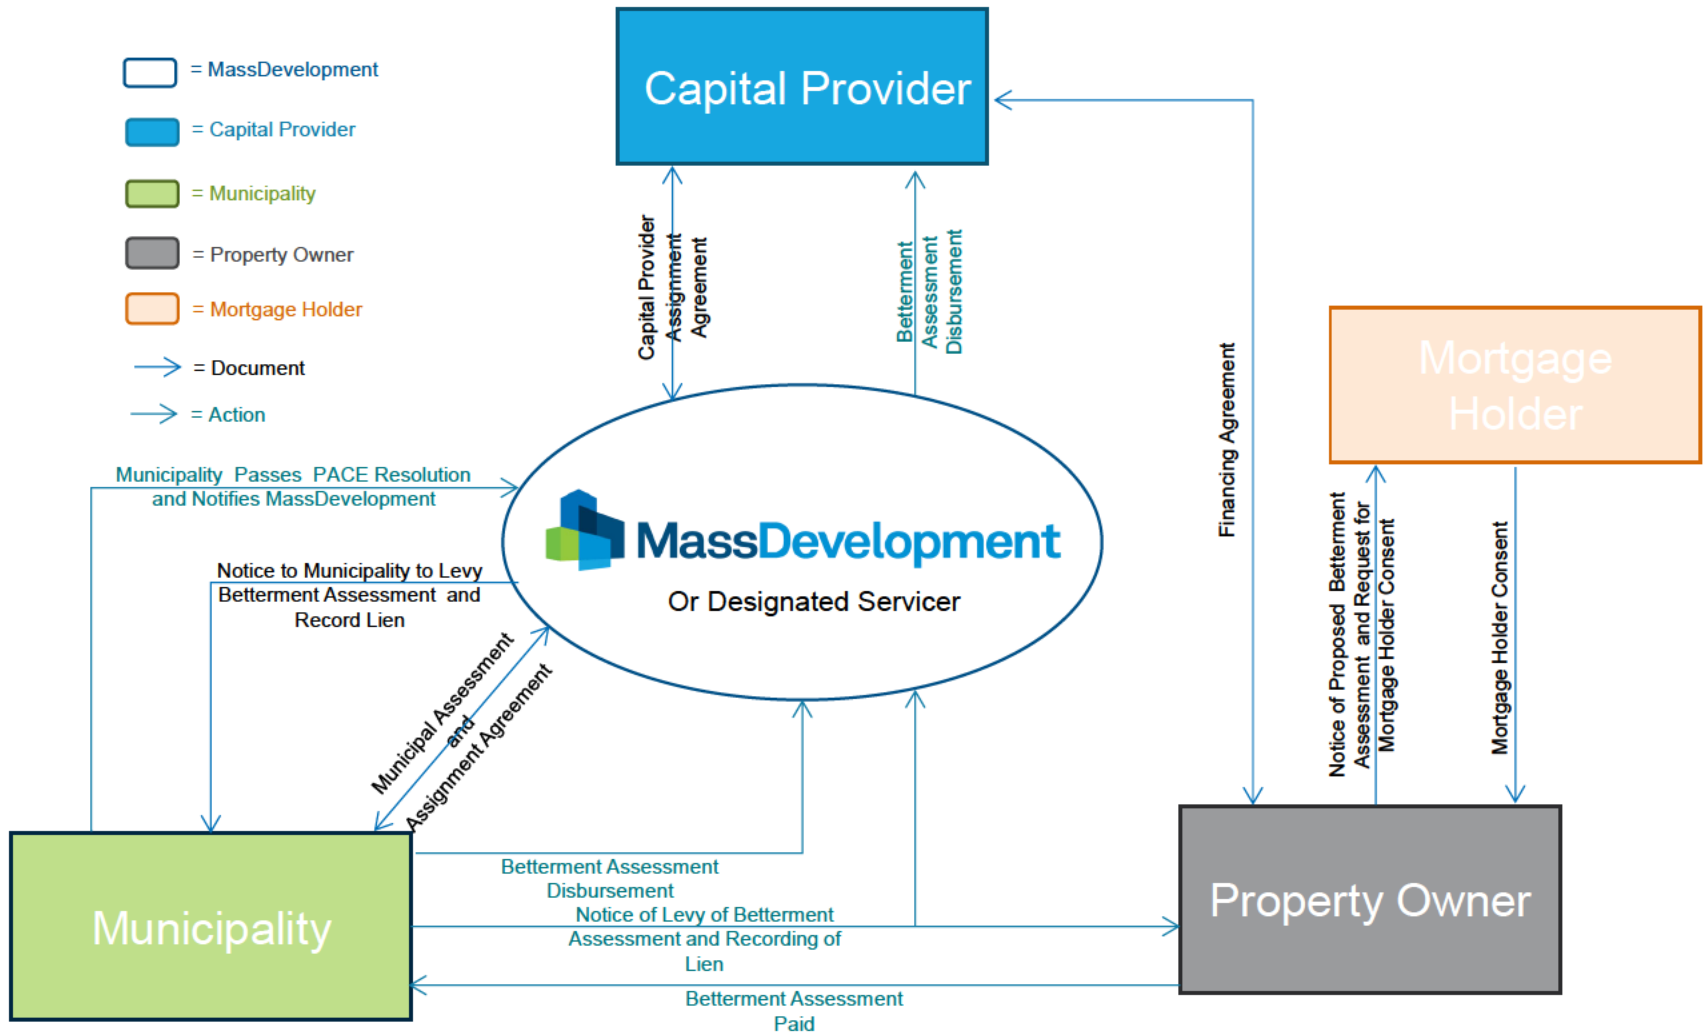 Capital Provider
= MassDevelopment
= Capital Provider
= Municipality
= Property Owner
= Mortgage Holder
= Document
= Action
Capital Provider
Assignment
Agreement
Betterment
Assessment
Disbursement
Financing Agreement
Mortgage
Holder
Municipality Passes PACE Resolution
and Notifies MassDevelopment
MassDevelopment
Or Designated Servicer
Notice to Municipality to Levy
Betterment Assessment and
Record Lien
Municipal Assessment
and
Assignment Agreement
Notice of Proposed Betterment
Assessment and Request for
Mortgage Holder Consent
Mortgage Holder Consent
Municipality
Betterment Assessment
Disbursement
Notice of Levy of Betterment
Assessment and Recording of
Lien
Betterment Assessment
Paid
Property Owner